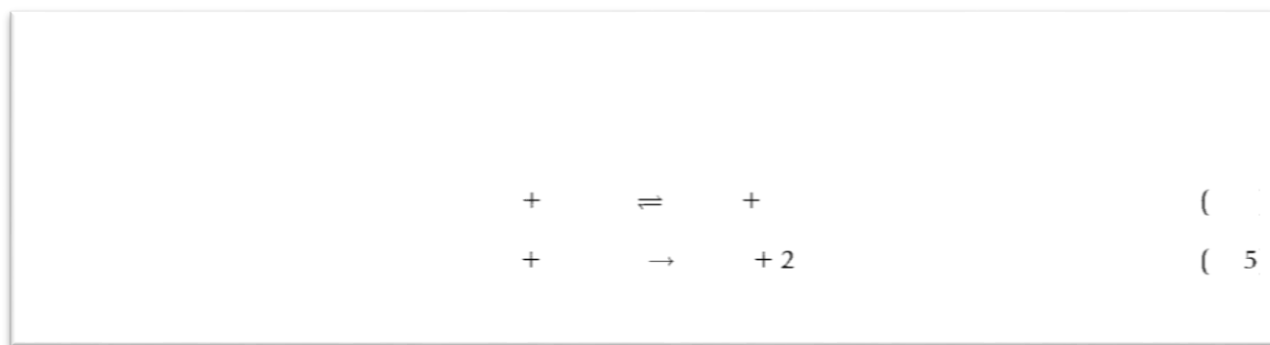 + ⇌ + (
+ → + 2 ( 5